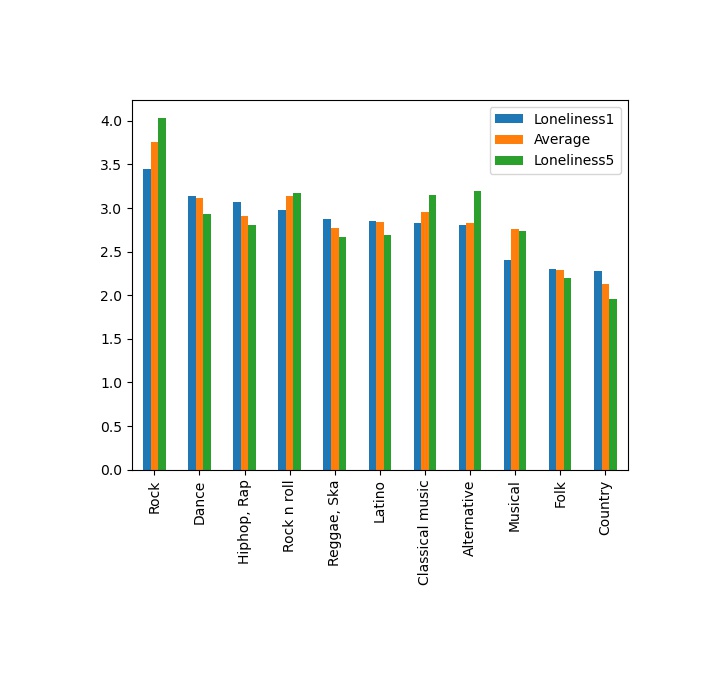 4.0
3.5
3.0
2.5
2.0
1.5
1.0
0.5
0.0
Loneliness1
Average
Loneliness5
Rock
Dance
Hiphop, Rap
Rock n roll
Reggae, Ska
Latino
Classical music
Alternative
Musical
Folk
Country